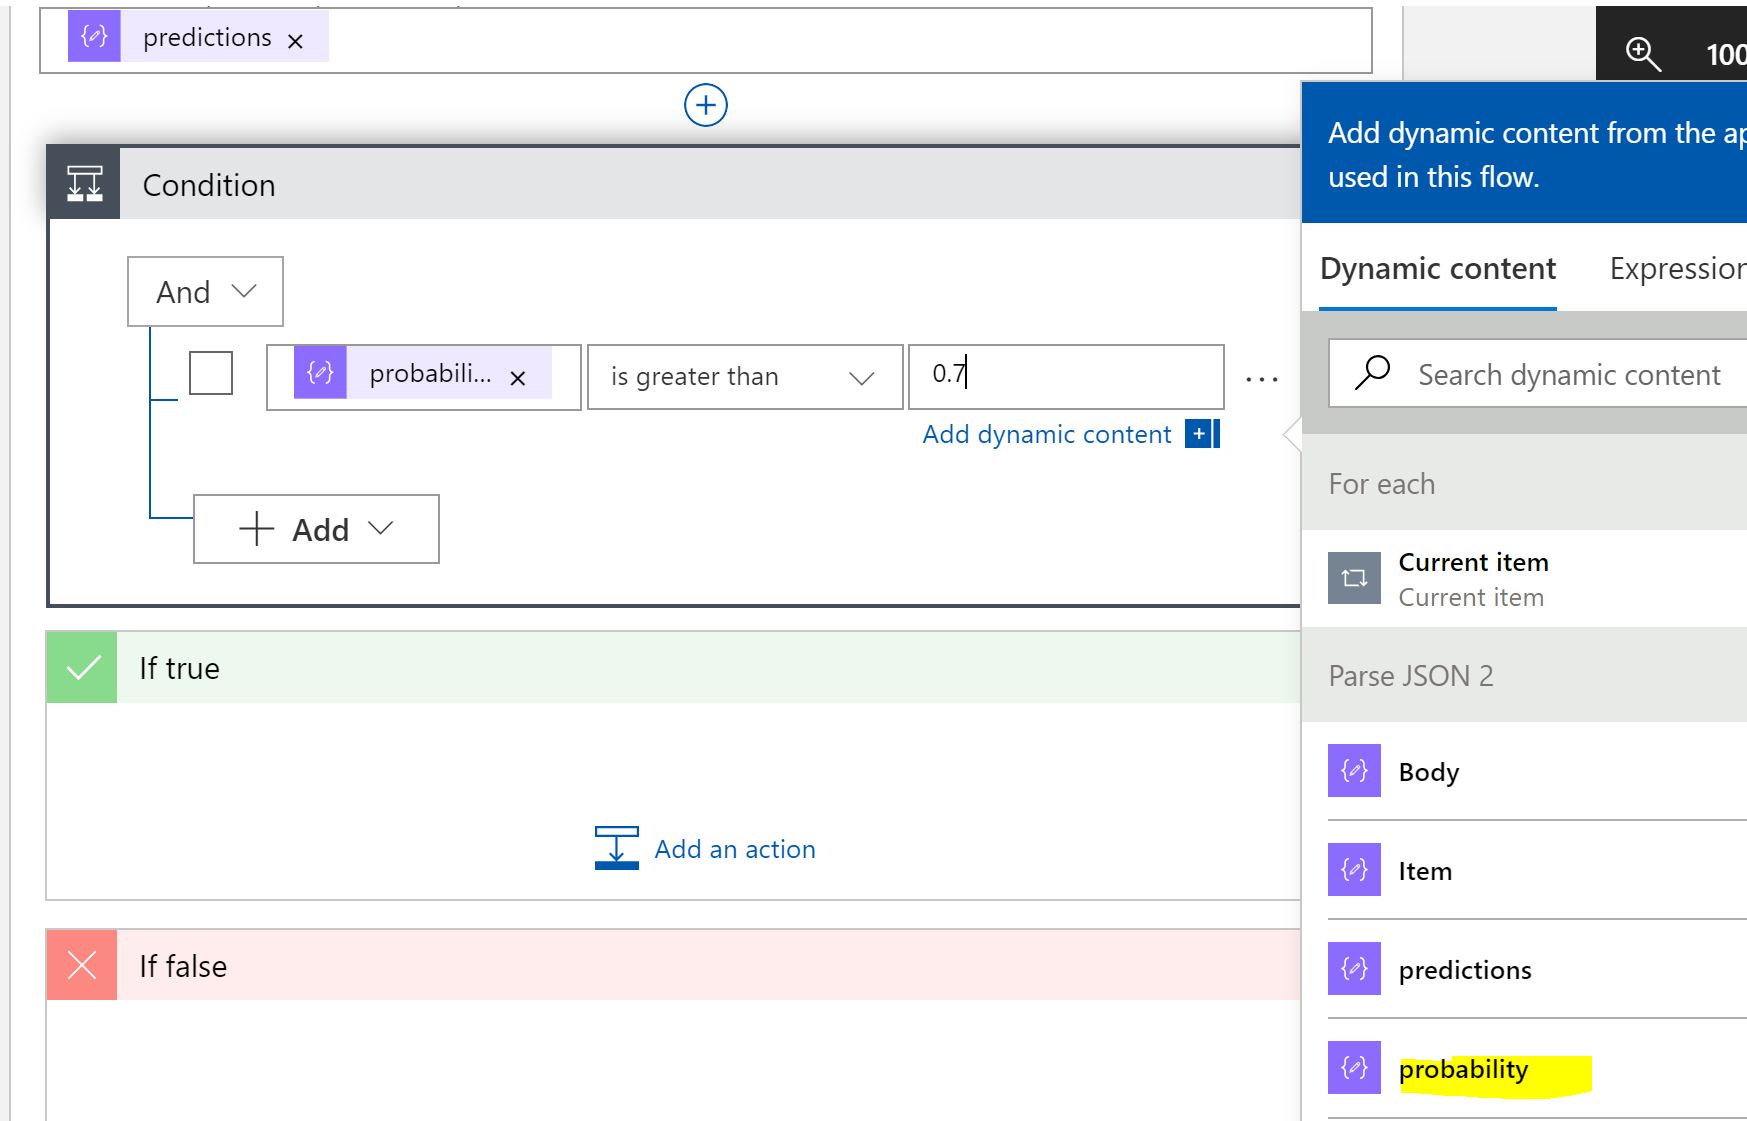 predictions
100
Add dynamic content from the ap
used in this flow.
Condition
Dynamic content Expression
And
probabili... is greater than 0.7
Search dynamic content
Add dynamic content
For each
Add
Current item
Current item
If true
Parse JSON 2
Body
Add an action
Item
If false
predictions
probability